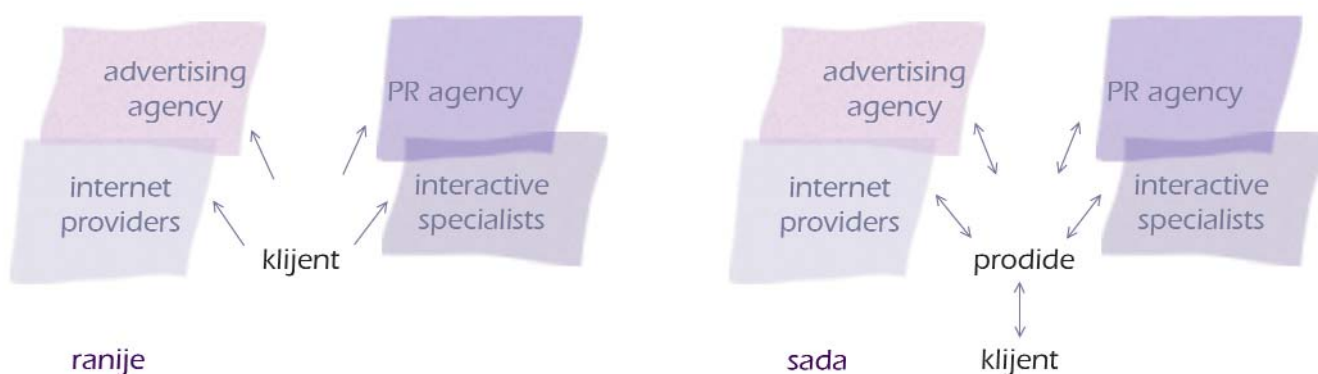 advertising
agency
PR agency
internet
providers
interactive
specialists
klijent
ranije
advertising
agency
PR agency
internet
providers
interactive
specialists
prodide
klijent
sada